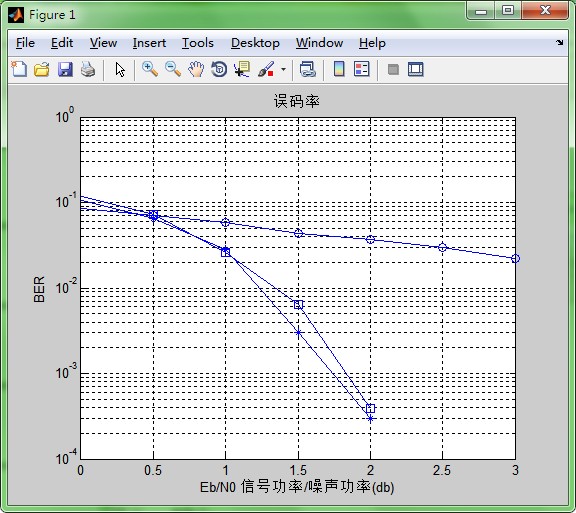 Figure 1
File Edit View Insert Tools Desktop Window Help
误码率
10^0
10^-1
10^-2
10^-3
10^-4
BER
0 0.5 1 1.5 2 2.5 3
Eb/N0 信号功率/噪声功率(db)